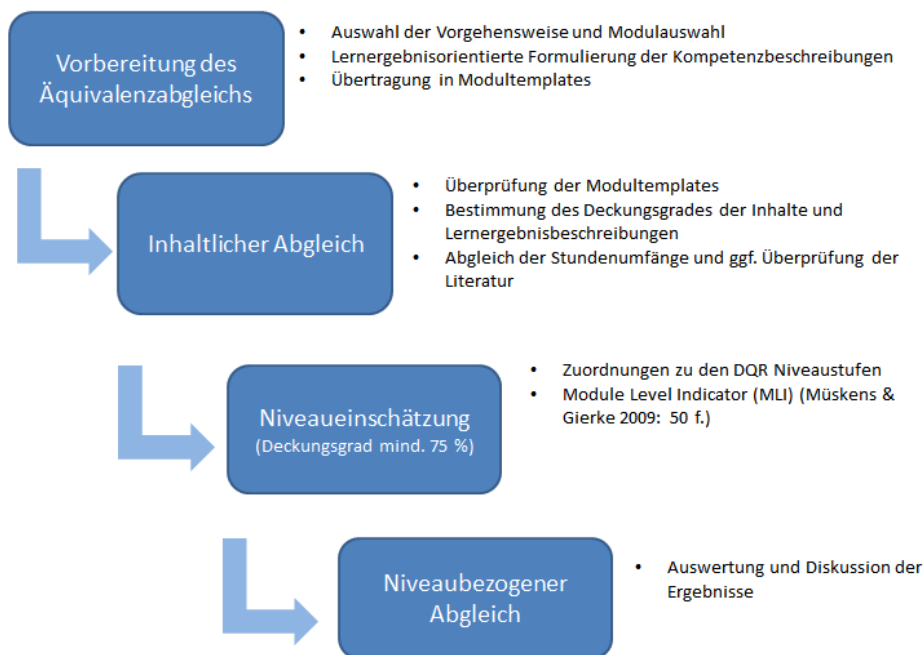 Vorbereitung des
Äquivalenzabgleichs
• Auswahl der Vorgehensweise und Modulauswahl
• Lernergebnisorientierte Formulierung der Kompetenzbeschreibungen
• Übertragung in Modultemplates
Inhaltlicher Abgleich
• Überprüfung der Modultemplates
• Bestimmung des Deckungsgrades der Inhalte und
Lernergebnisbeschreibungen
• Abgleich der Stundenumfänge und ggf. Überprüfung der
Literatur
Niveaueinschätzung
(Deckungsgrad mind. 75 %)
• Zuordnungen zu den DQR Niveaustufen
• Module Level Indicator (MLI) (Müskens &
Gierke 2009: 50 f.)
Niveaubezogener
Abgleich
• Auswertung und Diskussion der
Ergebnisse